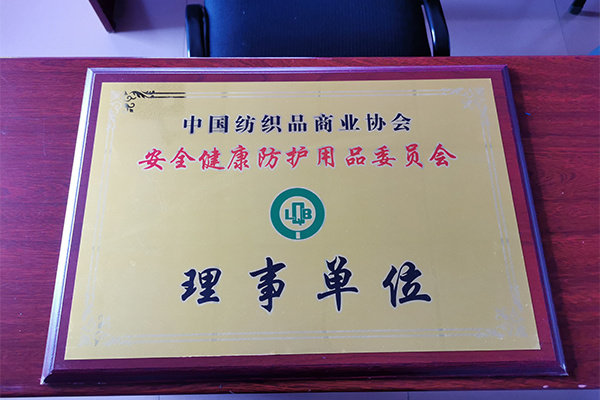 中国纺织品商业协会
安全健康防护用品委员会
LQB
理事单位